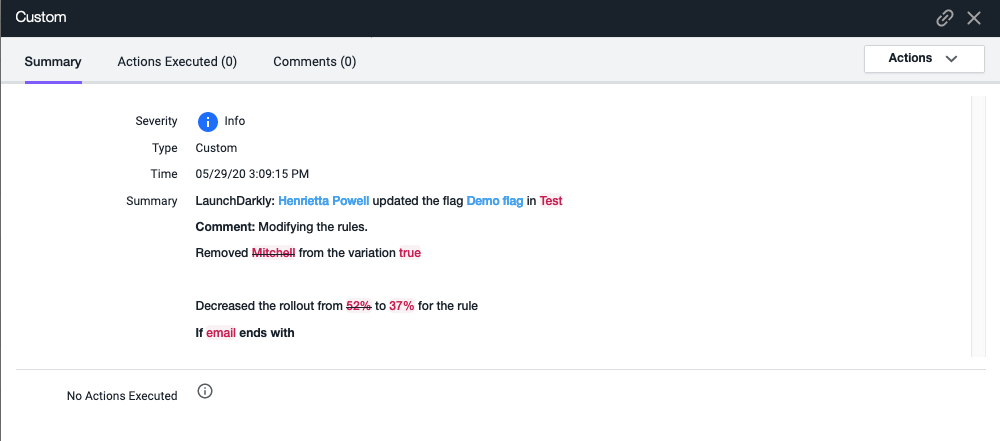 Custom
Summary Actions Executed (0) Comments (0) Actions
Severity Info
Type Custom
Time 05/29/20 3:09:15 PM
Summary LaunchDarkly: Henrietta Powell updated the flag Demo flag in Test
Comment: Modifying the rules.
Removed Mitchell from the variation true
Decreased the rollout from 52% to 37% for the rule
If email ends with
No Actions Executed